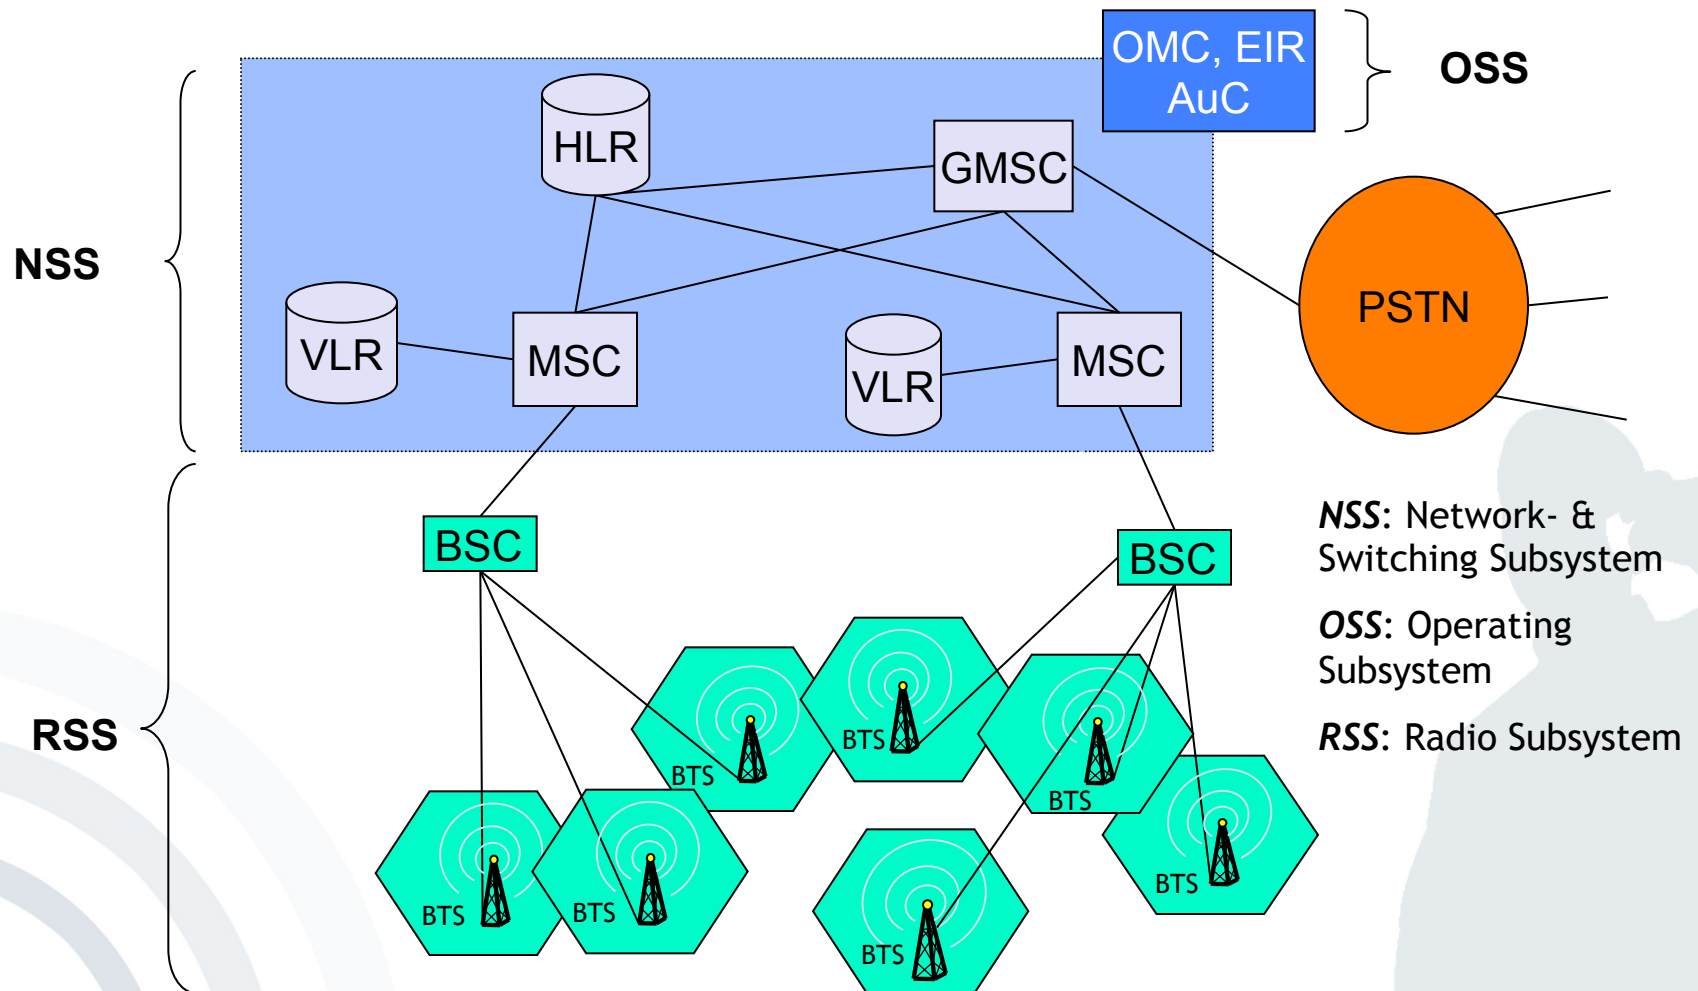 OMC, EIR
AuC
OSS
HLR
GMSC
NSS
PSTN
VLR
MSC
VLR
MSC
BSC
BSC
NSS: Network- &
Switching Subsystem
OSS: Operating
Subsystem
RSS: Radio Subsystem
RSS
BTS
BTS
BTS
BTS
BTS
BTS
BTS